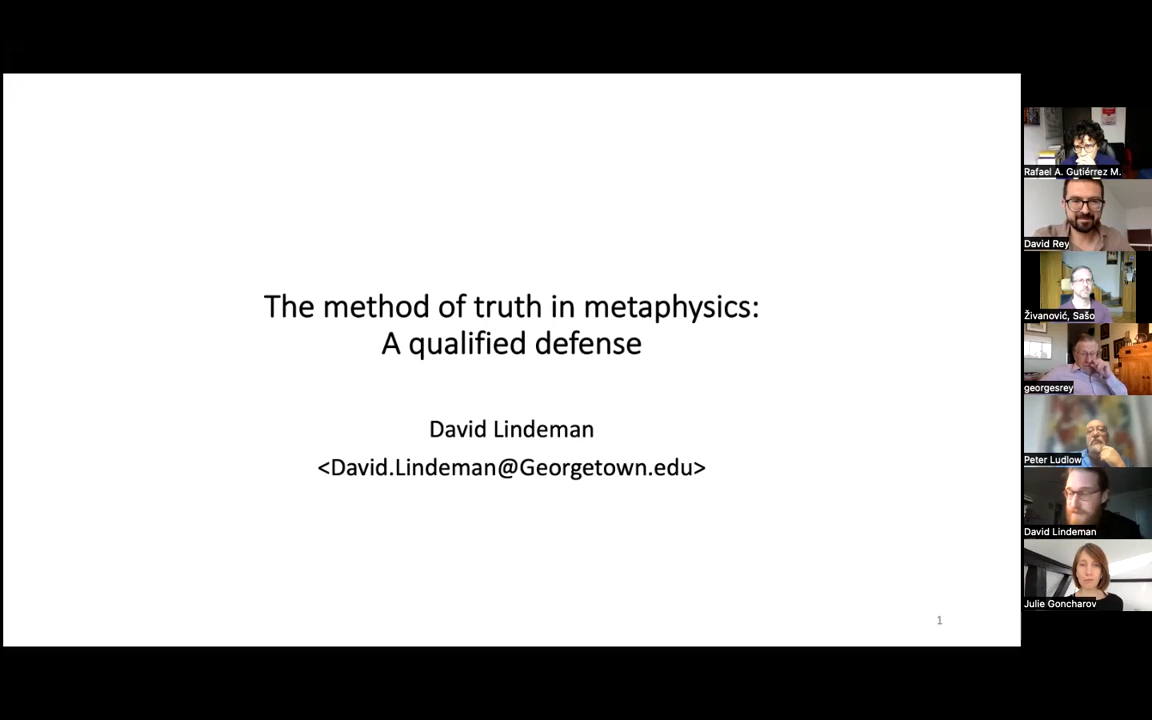 The method of truth in metaphysics:
A qualified defense
David Lindeman
<David.Lindeman@Georgetown.edu>
1
Rafael A. Gutiérrez M.
David Rey
Živanović, Sašo
georgesrey
Peter Ludlow
David Lindeman
Julie Goncharov